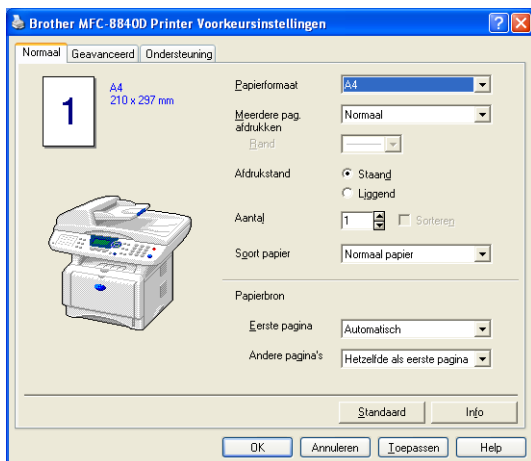 Brother MFC-8840D Printer Voorkeursinstellingen
Normaal Geavanceerd Ondersteuning
1
A4
210 x 297 mm
Papierformaat A4
Meerdere pag. afdrukken Normaal
Rand
Afdrukstand Staand
Liggend
Aantal 1 Sorteren
Soort papier Normaal papier
Papierbron
Eerste pagina Automatisch
Andere pagina's Hetzelfde als eerste pagina
Standaard Info
OK Annuleren Toepassen Help